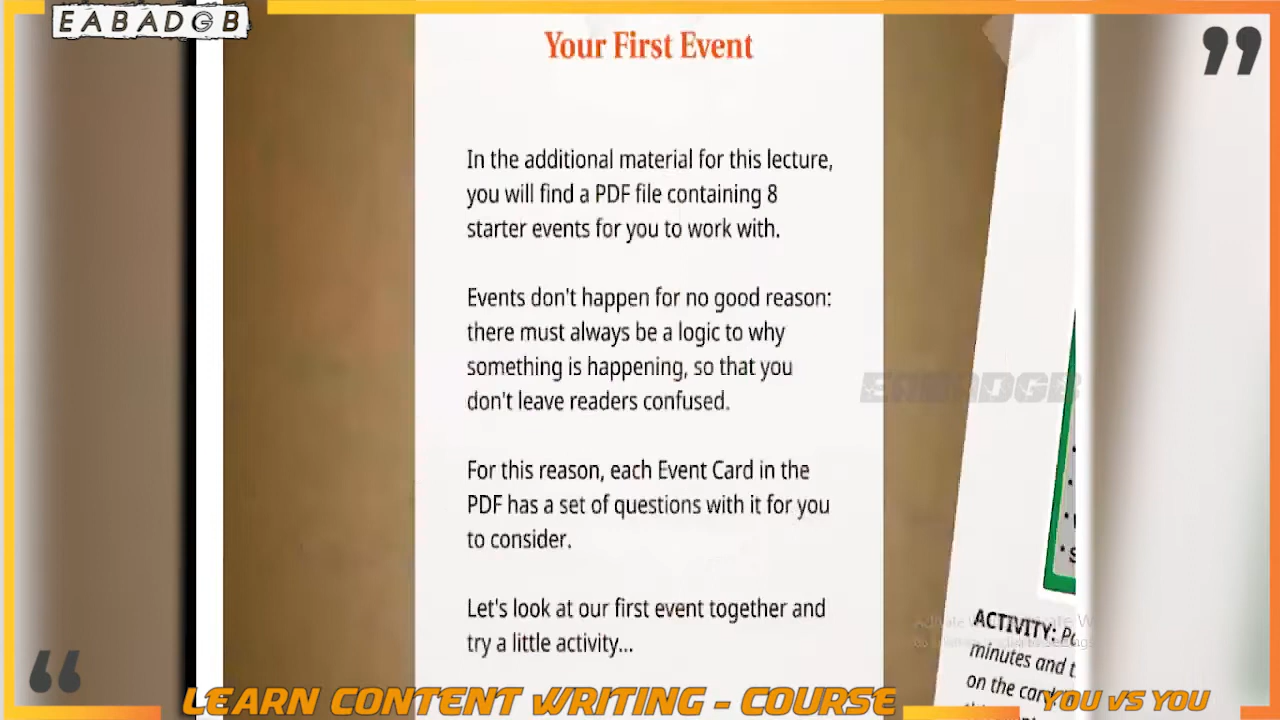 EABADGB
Your First Event
In the additional material for this lecture,
you will find a PDF file containing 8
starter events for you to work with.
Events don't happen for no good reason:
there must always be a logic to why
something is happening, so that you
don't leave readers confused.
For this reason, each Event Card in the
PDF has a set of questions with it for you
to consider.
Let's look at our first event together and
try a little activity...
EABADGB
ACTIVITY:
minutes and
on the card
LEARN CONTENT WRITING - COURSE
YOU VS YOU